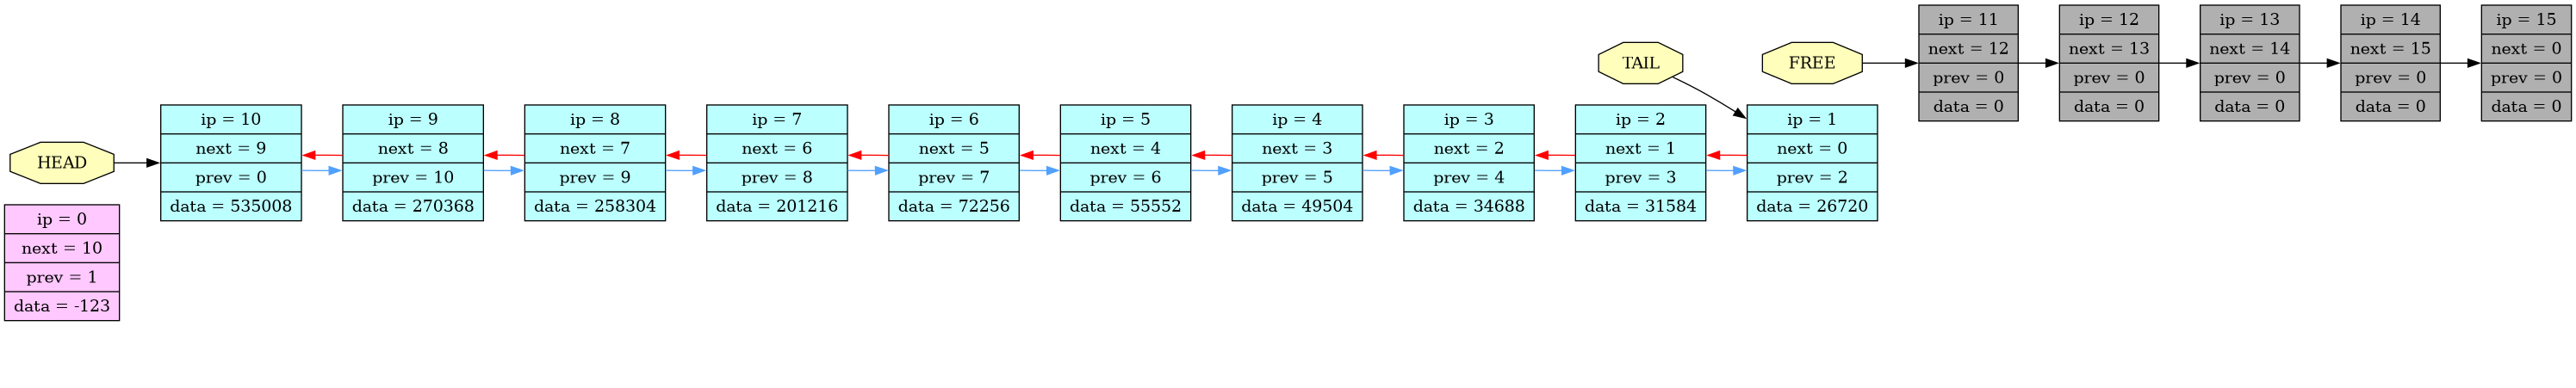 HEAD
ip = 0
next = 10
prev = 1
data = -123
ip = 10
next = 9
prev = 0
data = 535008
ip = 9
next = 8
prev = 10
data = 270368
ip = 8
next = 7
prev = 9
data = 258304
ip = 7
next = 6
prev = 8
data = 201216
ip = 6
next = 5
prev = 7
data = 72256
ip = 5
next = 4
prev = 6
data = 55552
ip = 4
next = 3
prev = 5
data = 49504
ip = 3
next = 2
prev = 4
data = 34688
ip = 2
next = 1
prev = 3
data = 31584
TAIL
ip = 1
next = 0
prev = 2
data = 26720
FREE
ip = 11
next = 12
prev = 0
data = 0
ip = 12
next = 13
prev = 0
data = 0
ip = 13
next = 14
prev = 0
data = 0
ip = 14
next = 15
prev = 0
data = 0
ip = 15
next = 0
prev = 0
data = 0